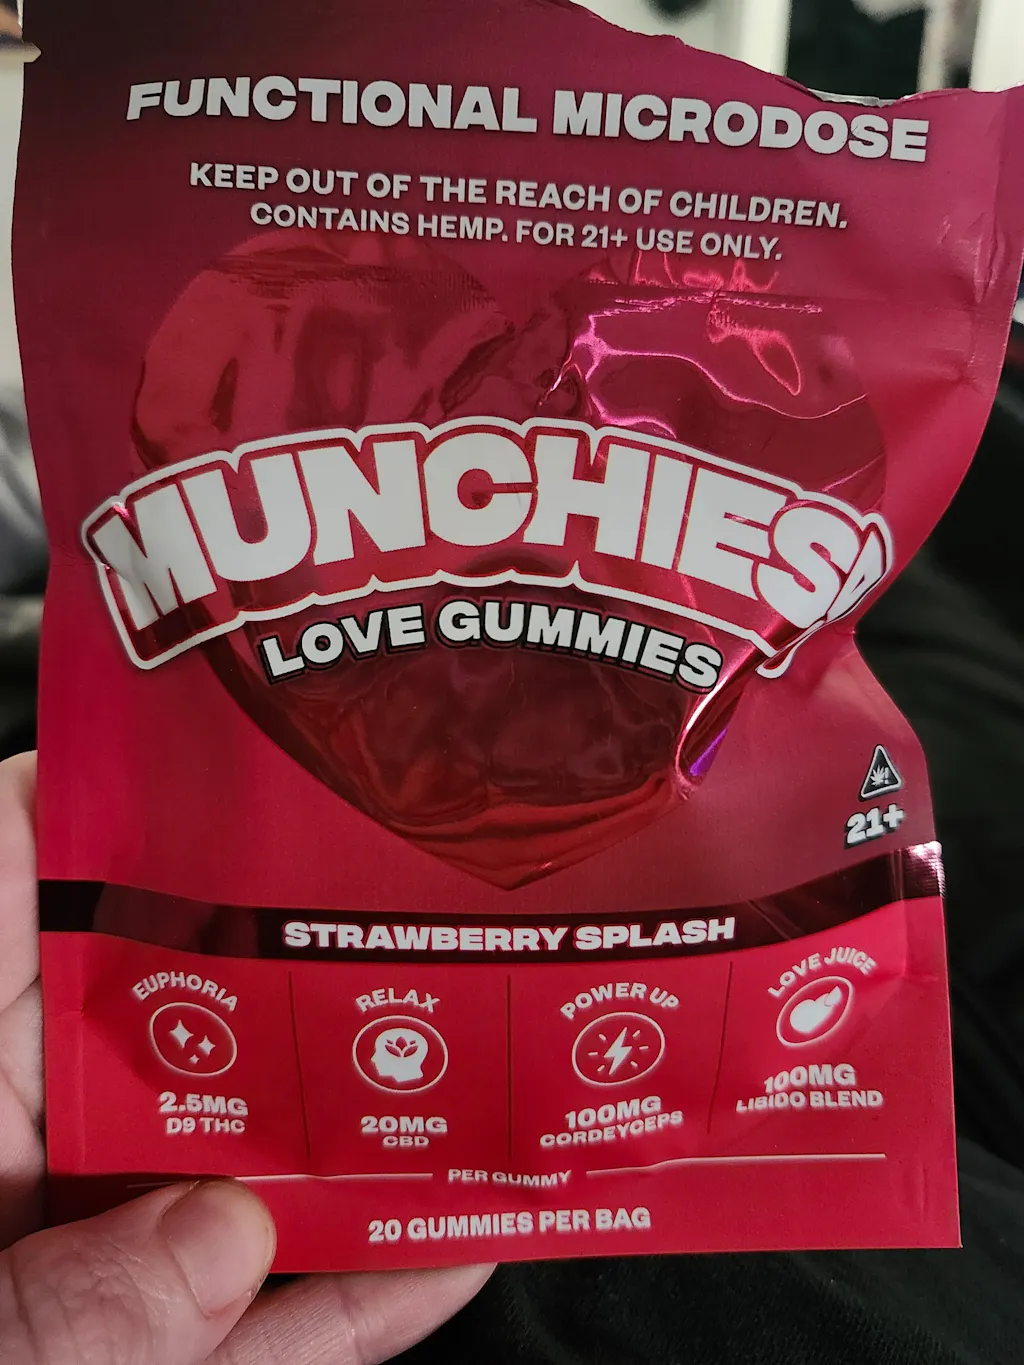 FUNCTIONAL MICRODOSE
KEEP OUT OF THE REACH OF CHILDREN.
CONTAINS HEMP. FOR 21+ USE ONLY.
MUNCHIES
LOVE GUMMIES
21+
STRAWBERRY SPLASH
EUPHORIA
2.5MG
D9 THC
RELAX
20MG
CBD
POWER UP
100MG
CORDEYCEPS
LOVE JUICE
100MG
LIBIDO BLEND
PER GUMMY
20 GUMMIES PER BAG